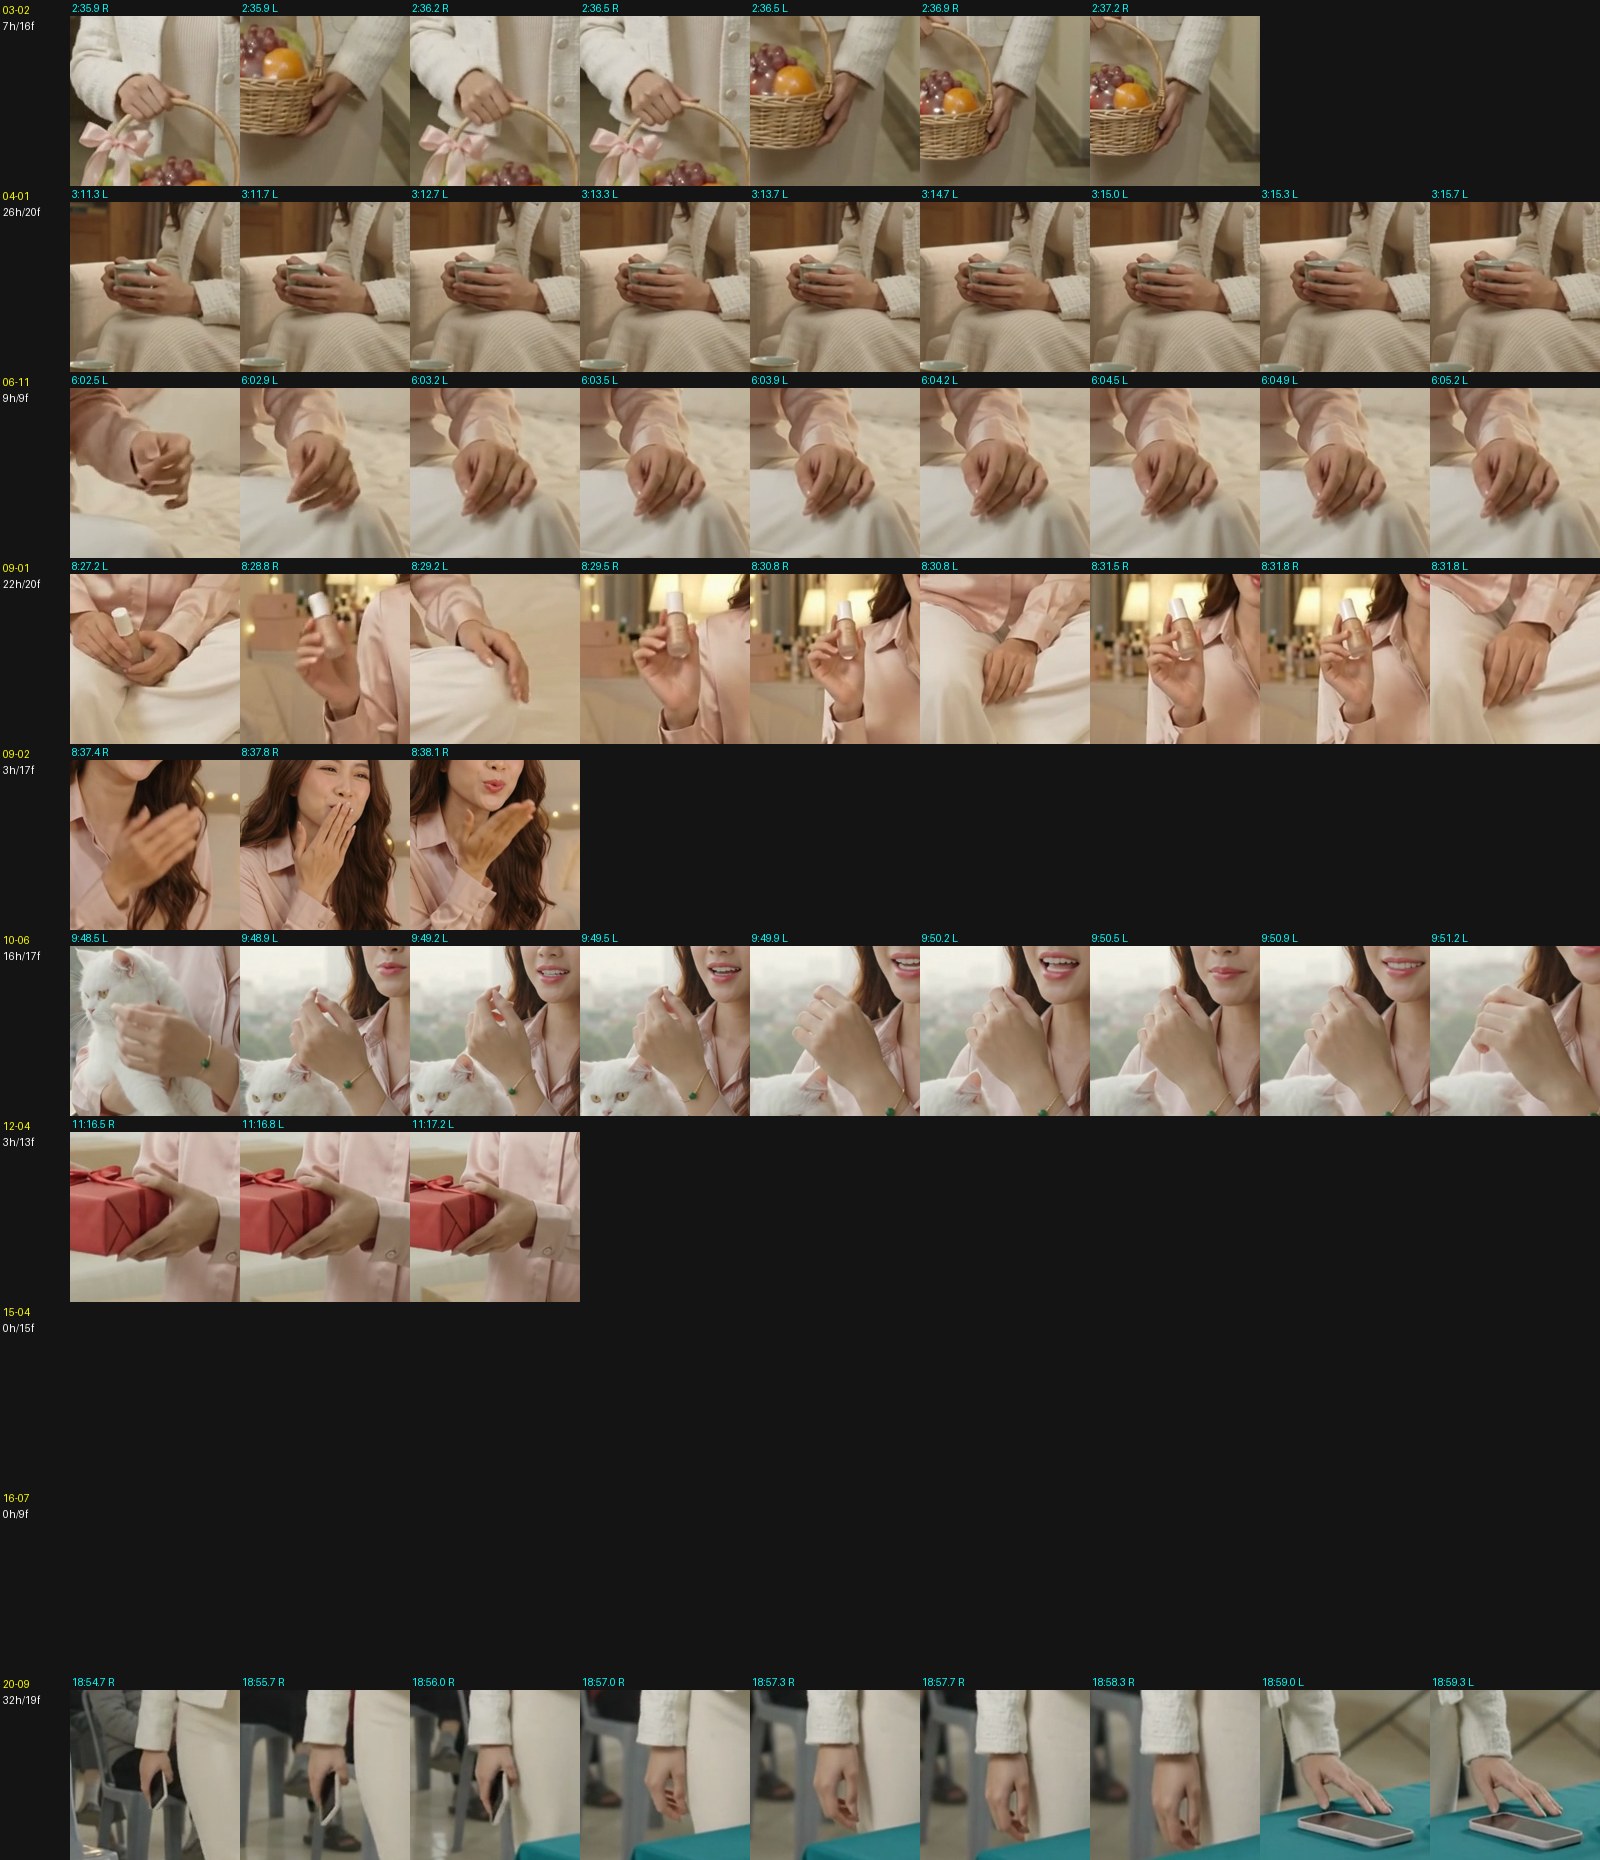 03-02
7h/16f
2:35.9 R 2:35.9 L 2:36.2 R 2:36.5 R 2:36.5 L 2:36.9 R 2:37.2 R
04-01
26h/20f
3:11.3 L 3:11.7 L 3:12.7 L 3:13.3 L 3:13.7 L 3:14.7 L 3:15.0 L 3:15.3 L 3:15.7 L
06-11
9h/9f
6:02.5 L 6:02.9 L 6:03.2 L 6:03.5 L 6:03.9 L 6:04.2 L 6:04.5 L 6:04.9 L 6:05.2 L
09-01
22h/20f
8:27.2 L 8:28.8 R 8:29.2 L 8:29.5 R 8:30.8 R 8:30.8 L 8:31.5 R 8:31.8 R 8:31.8 L
09-02
3h/17f
8:37.4 R 8:37.8 R 8:38.1 R
10-06
16h/17f
9:48.5 L 9:48.9 L 9:49.2 L 9:49.5 L 9:49.9 L 9:50.2 L 9:50.5 L 9:50.9 L 9:51.2 L
12-04
3h/13f
11:16.5 R 11:16.8 L 11:17.2 L
15-04
0h/15f
16-07
0h/9f
20-09
32h/19f
18:54.7 R 18:55.7 R 18:56.0 R 18:57.0 R 18:57.3 R 18:57.7 R 18:58.3 R 18:59.0 L 18:59.3 L